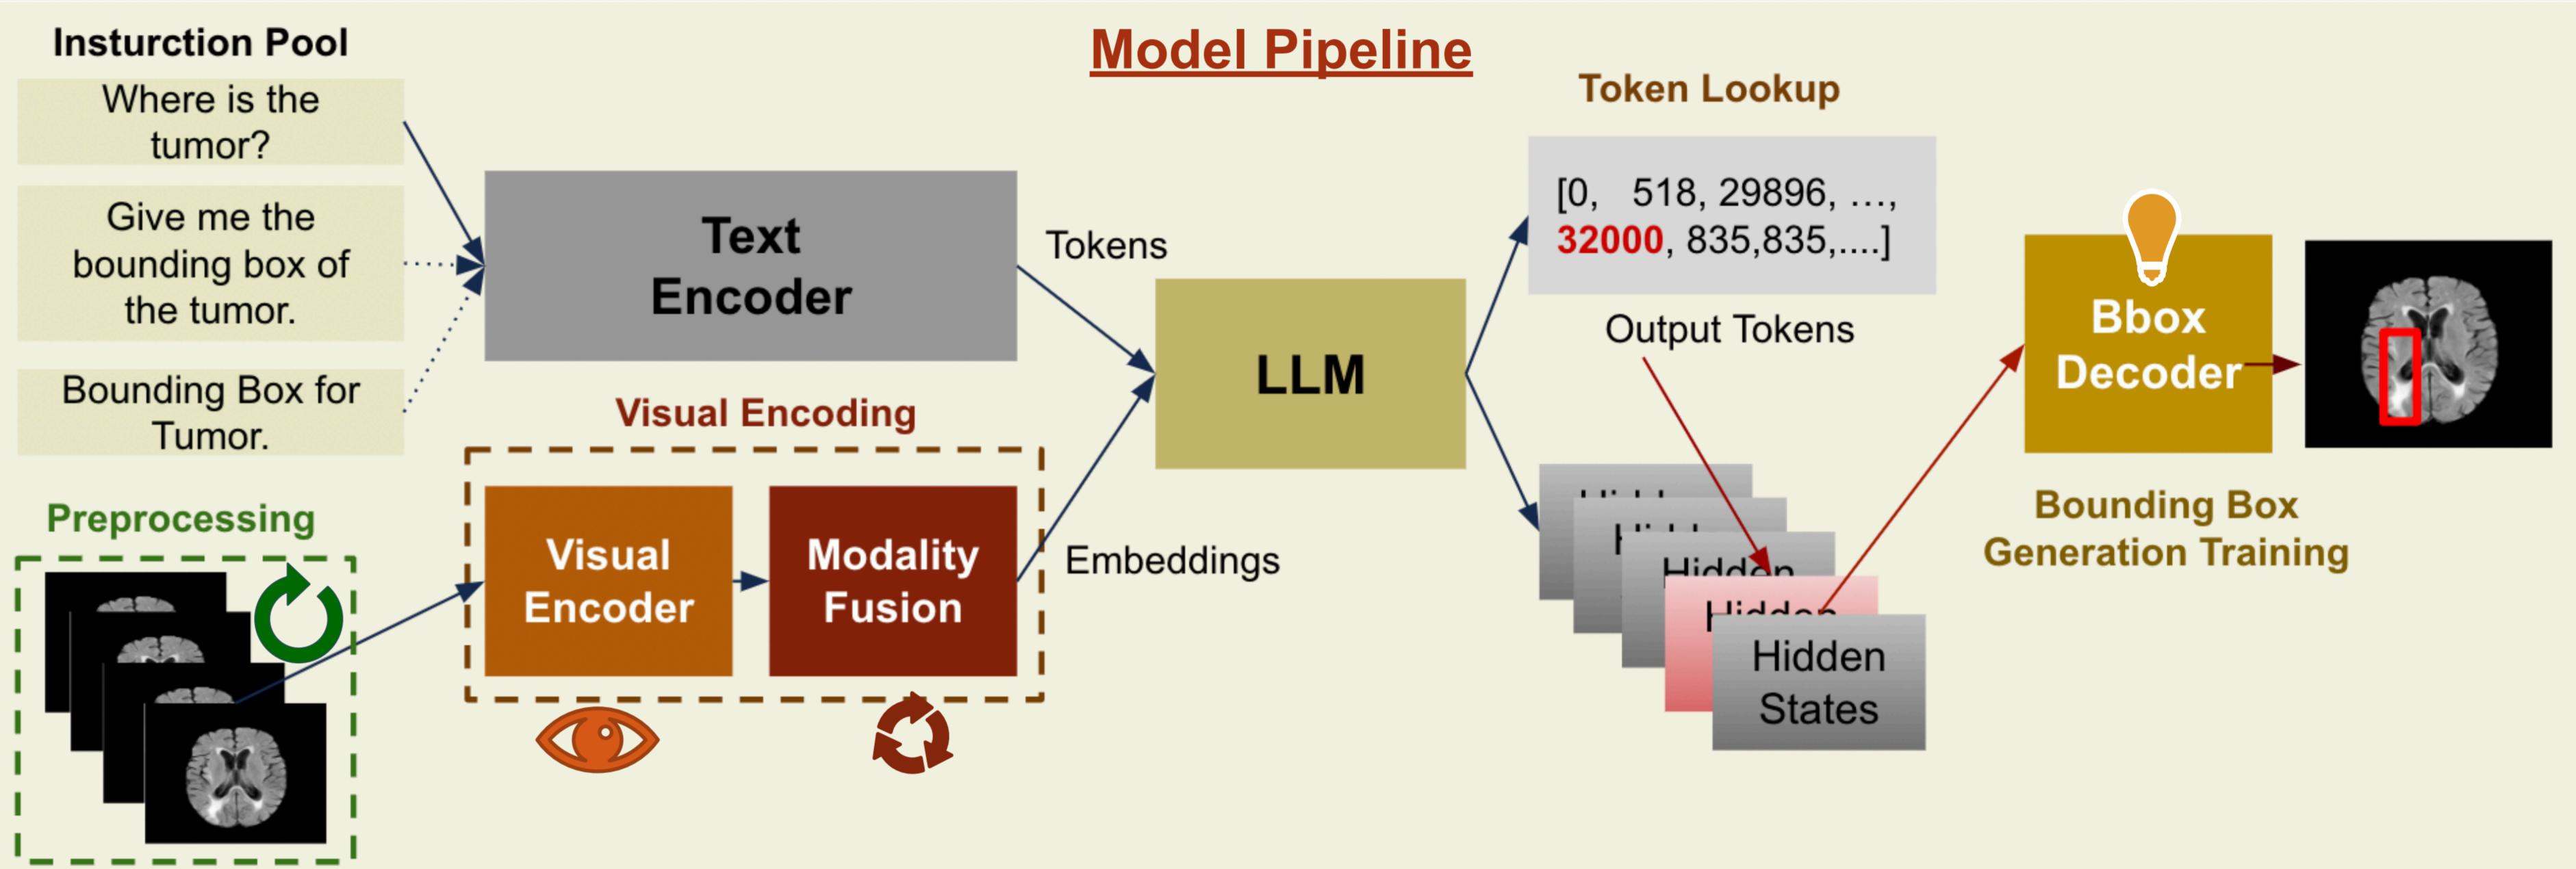 Model Pipeline
Insturction Pool
Where is the
tumor?
Give me the
bounding box of
the tumor.
Bounding Box for
Tumor.
Preprocessing
Text
Encoder
Visual Encoding
Visual
Encoder
Modality
Fusion
Tokens
Embeddings
LLM
Token Lookup
[0, 518, 29896, ...,
32000, 835,835,....]
Output Tokens
Hidden
Hidden
Hidden
States
Bbox
Decoder
Bounding Box
Generation Training